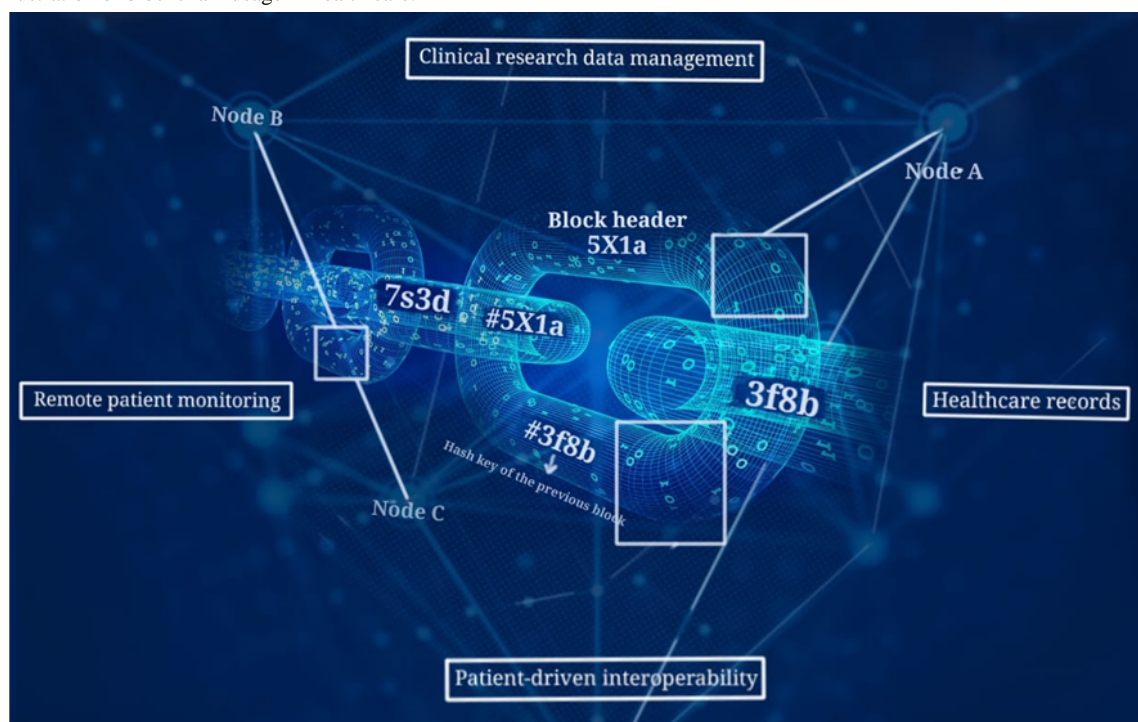 Clinical research data management
Node B
Node A
Block header
5X1a
7s3d
#5X1a
3f8b
Remote patient monitoring
Healthcare records
#3f8b
Hash key of the previous block
Node C
Patient-driven interoperability